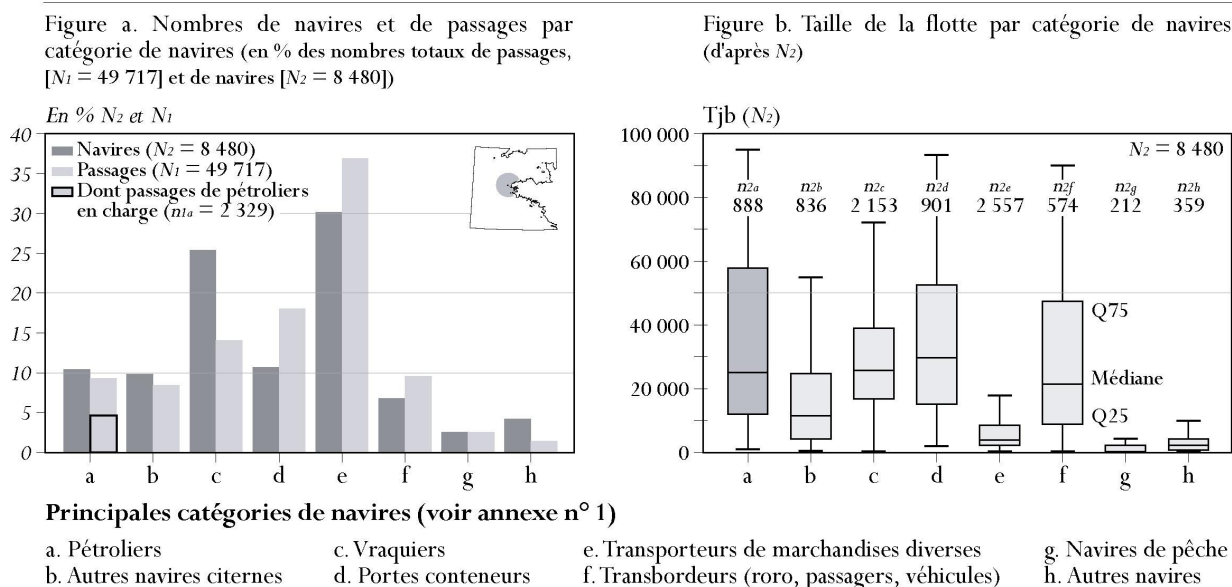 Figure a. Nombres de navires et de passages par
catégorie de navires (en % des nombres totaux de passages,
[N1 = 49 717] et de navires [N2 = 8 480])
En % N2 et N1
40
35
30
25
20
15
10
5
0
Navires (N2 = 8 480)
Passages (N1 = 49 717)
Dont passages de pétroliers
en charge (n1a = 2 329)
a b c d e f g h
Figure b. Taille de la flotte par catégorie de navires
(d'après N2)
Tjb (N2)
100 000
80 000
60 000
40 000
20 000
0
N2 = 8 480
n2a n2b n2c n2d n2e n2f n2g n2h
888 836 2 153 901 2 557 574 212 359
Q75
Médiane
Q25
a b c d e f g h
Principales catégories de navires (voir annexe n° 1)
a. Pétroliers c. Vraquiers e. Transporteurs de marchandises diverses g. Navires de pêche
b. Autres navires citernes d. Portes conteneurs f. Transbordeurs (roro, passagers, véhicules) h. Autres navires